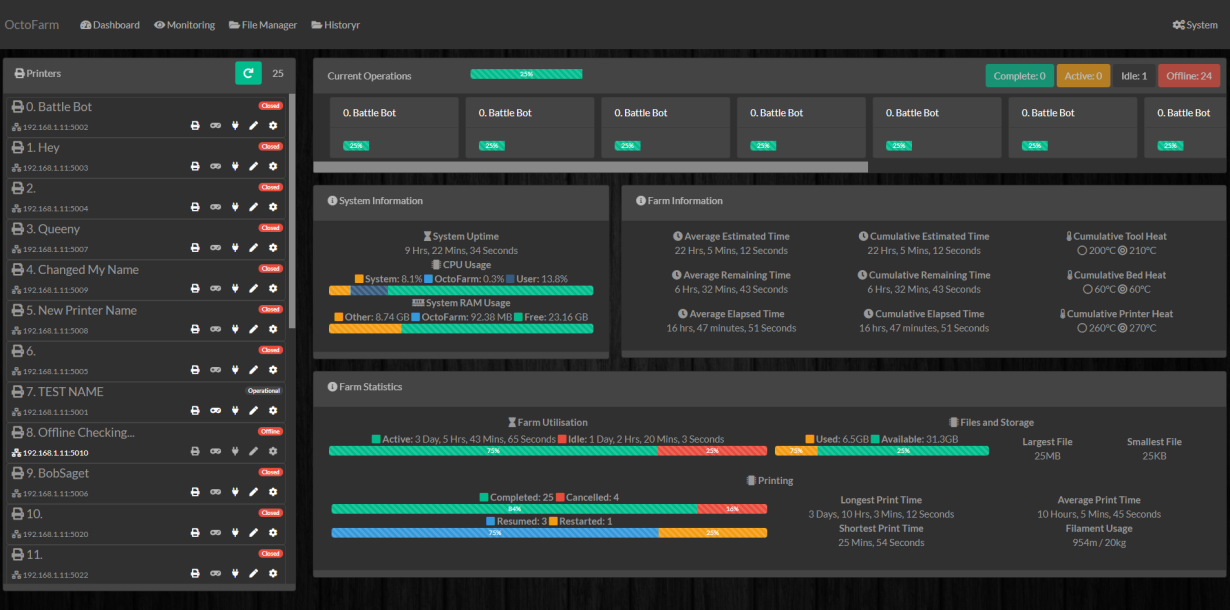 OctoFarm Dashboard Monitoring File Manager Historyr System
Printers 25
0. Battle Bot Closed
192.168.1.11:5002
1. Hey Closed
192.168.1.11:5003
2. Closed
192.168.1.11:5004
3. Queeny Closed
192.168.1.11:5007
4. Changed My Name Closed
192.168.1.11:5009
5. New Printer Name Closed
192.168.1.11:5008
6. Closed
192.168.1.11:5005
7. TEST NAME Operational
192.168.1.11:5001
8. Offline Checking... Offline
192.168.1.11:5010
9. BobSaget Closed
192.168.1.11:5006
10. Closed
192.168.1.11:5020
11. Closed
192.168.1.11:5022
Current Operations 25% Complete: 0 Active: 0 Idle: 1 Offline: 24
0. Battle Bot 0. Battle Bot 0. Battle Bot 0. Battle Bot 0. Battle Bot 0. Battle Bot 0. Battle Bot
25% 25% 25% 25% 25% 25% 25%
System Information
System Uptime
9 Hrs, 22 Mins, 34 Seconds
CPU Usage
System: 8.1% OctoFarm: 0.3% User: 13.8%
System RAM Usage
Other: 8.74 GB OctoFarm: 92.38 MB Free: 23.16 GB
Farm Information
Average Estimated Time Cumulative Estimated Time Cumulative Tool Heat
22 Hrs, 5 Mins, 12 Seconds 22 Hrs, 5 Mins, 12 Seconds 200°C 210°C
Average Remaining Time Cumulative Remaining Time Cumulative Bed Heat
6 Hrs, 32 Mins, 43 Seconds 6 Hrs, 32 Mins, 43 Seconds 60°C 60°C
Average Elapsed Time Cumulative Elapsed Time Cumulative Printer Heat
16 hrs, 47 minutes, 51 Seconds 16 hrs, 47 minutes, 51 Seconds 260°C 270°C
Farm Statistics
Farm Utilisation
Active: 3 Day, 5 Hrs, 43 Mins, 65 Seconds Idle: 1 Day, 2 Hrs, 20 Mins, 3 Seconds
75% 25%
Files and Storage
Used: 6.5GB Available: 31.3GB
75% 25%
Largest File Smallest File
25MB 25KB
Printing
Completed: 25 Cancelled: 4
84% 16%
Resumed: 3 Restarted: 1
75% 25%
Longest Print Time Average Print Time
3 Days, 10 Hrs, 3 Mins, 12 Seconds 10 Hours, 5 Mins, 45 Seconds
Shortest Print Time Filament Usage
25 Mins, 54 Seconds 954m / 20kg